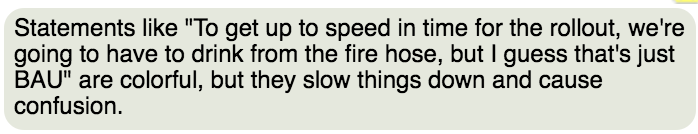 Statements like "To get up to speed in time for the rollout, we're
going to have to drink from the fire hose, but I guess that's just
BAU" are colorful, but they slow things down and cause
confusion.